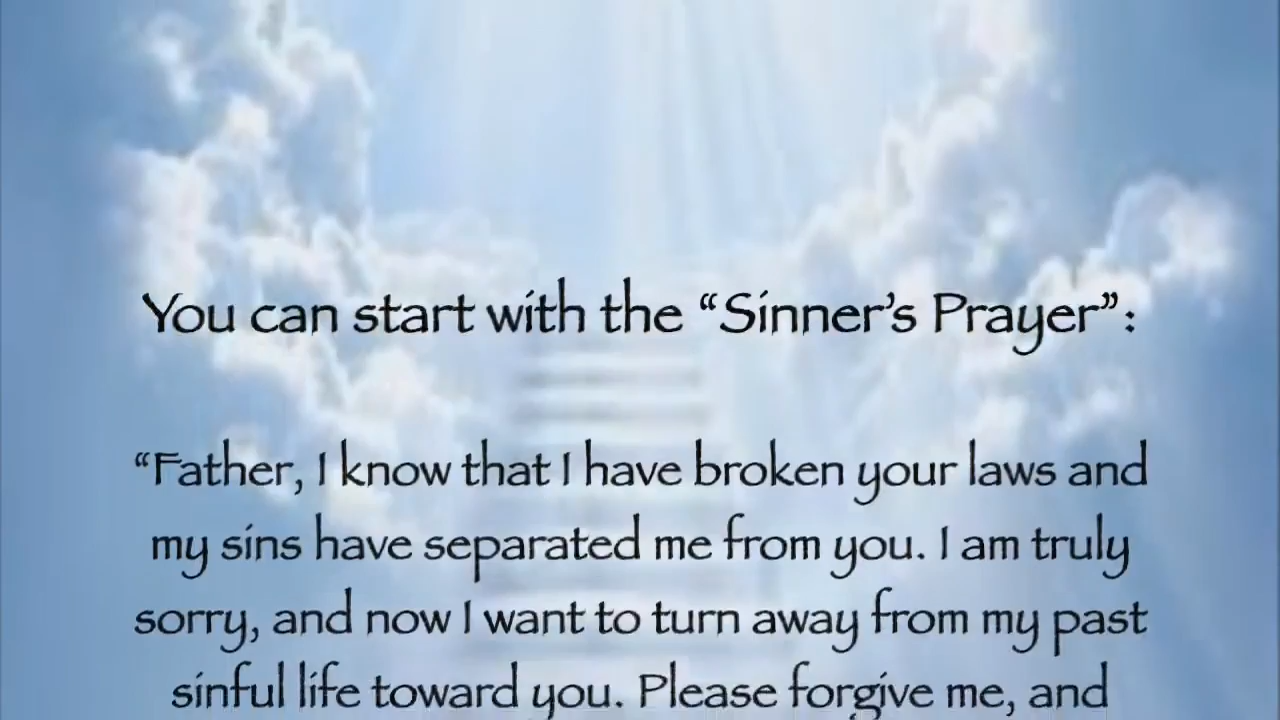 You can start with the “Sinner’s Prayer”:
“Father, I know that I have broken your laws and
my sins have separated me from you. I am truly
sorry, and now I want to turn away from my past
sinful life toward you. Please forgive me, and